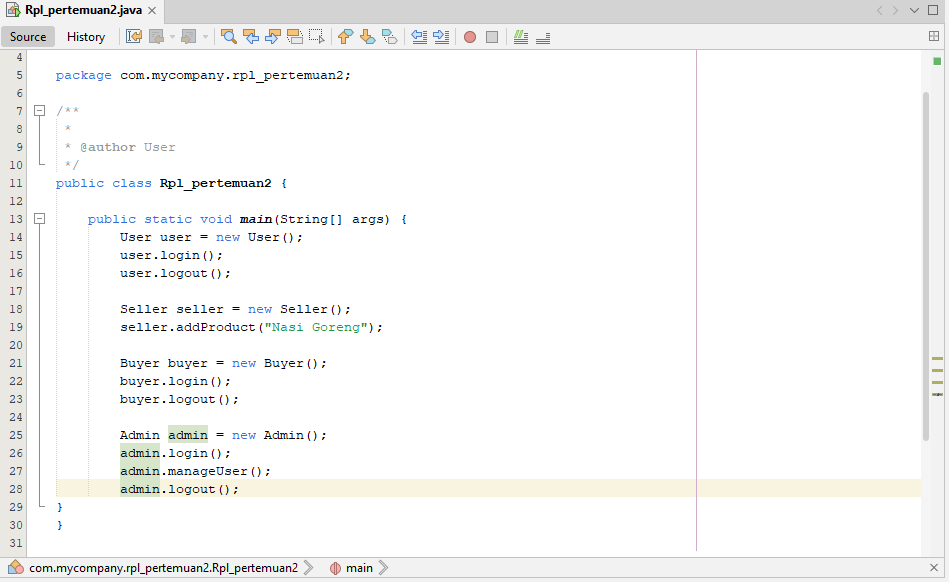 Rpl_pertemuan2.java
Source History
4
5 package com.mycompany.rpl_pertemuan2;
6
7 /**
8 *
9 * @author User
10 */
11 public class Rpl_pertemuan2 {
12
13 public static void main(String[] args) {
14 User user = new User();
15 user.login();
16 user.logout();
17
18 Seller seller = new Seller();
19 seller.addProduct("Nasi Goreng");
20
21 Buyer buyer = new Buyer();
22 buyer.login();
23 buyer.logout();
24
25 Admin admin = new Admin();
26 admin.login();
27 admin.manageUser();
28 admin.logout();
29 }
30 }
31
com.mycompany.rpl_pertemuan2.Rpl_pertemuan2 main